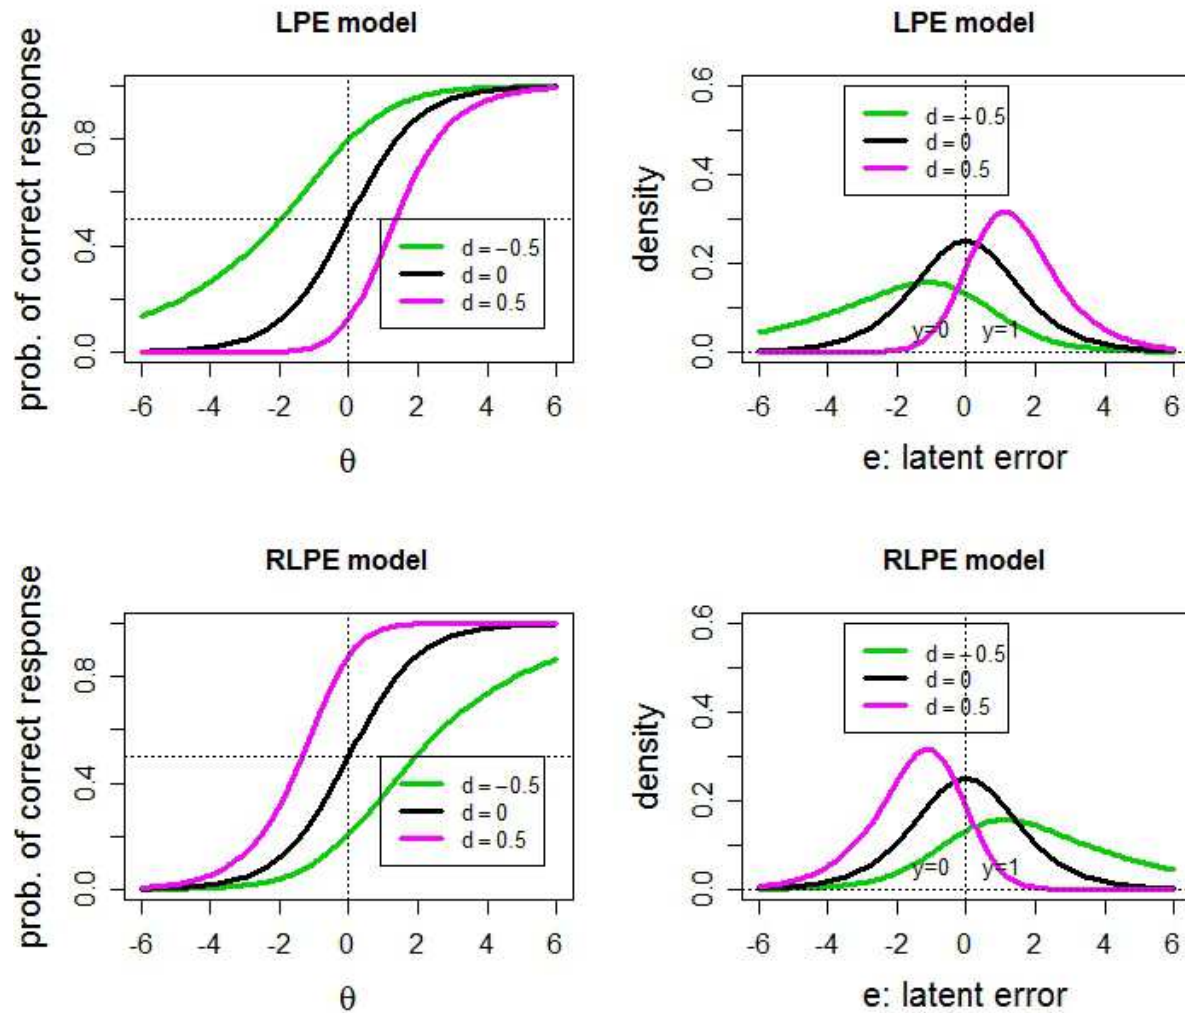 LPE model
prob. of correct response
0.0 0.4 0.8
d = −0.5
d = 0
d = 0.5
-6 -4 -2 0 2 4 6
θ
LPE model
density
0.0 0.2 0.4 0.6
d = −0.5
d = 0
d = 0.5
y=0 y=1
-6 -4 -2 0 2 4 6
e: latent error
RLPE model
prob. of correct response
0.0 0.4 0.8
d = −0.5
d = 0
d = 0.5
-6 -4 -2 0 2 4 6
θ
RLPE model
density
0.0 0.2 0.4 0.6
d = −0.5
d = 0
d = 0.5
y=0 y=1
-6 -4 -2 0 2 4 6
e: latent error